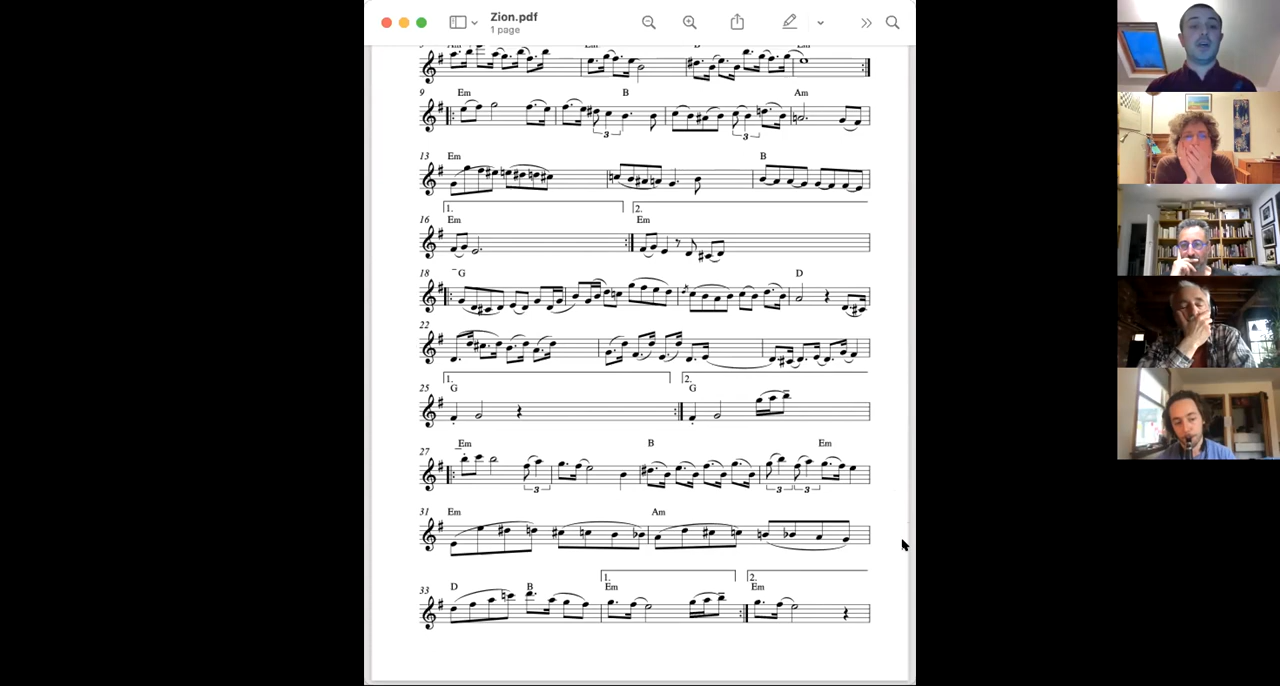 Zion.pdf
1 page
9 Em B Am
3 3
13 Em B
1. 2.
16 Em Em
18 G D
22
1. 2.
25 G G
27 Em B Em
3 3 3
31 Em Am
1. 2.
33 D B Em Em